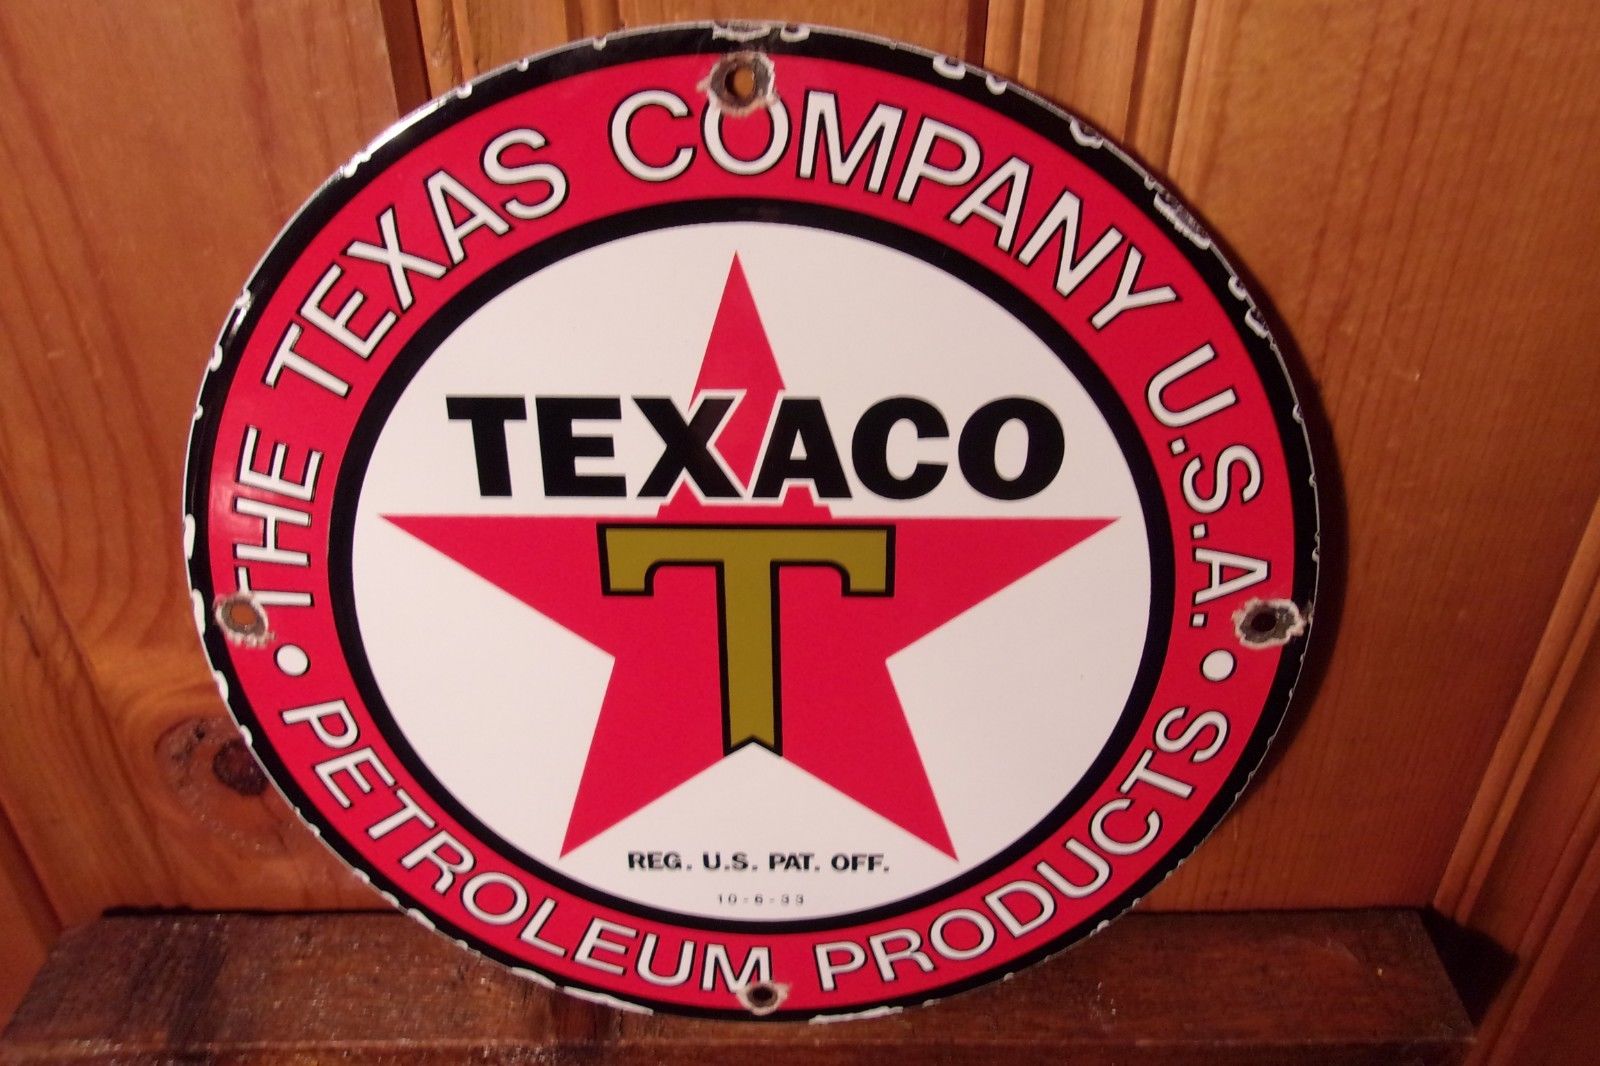 THE TEXAS COMPANY U.S.A.
TEXACO
T
REG. U.S. PAT. OFF.
10-6-33
• PETROLEUM PRODUCTS •